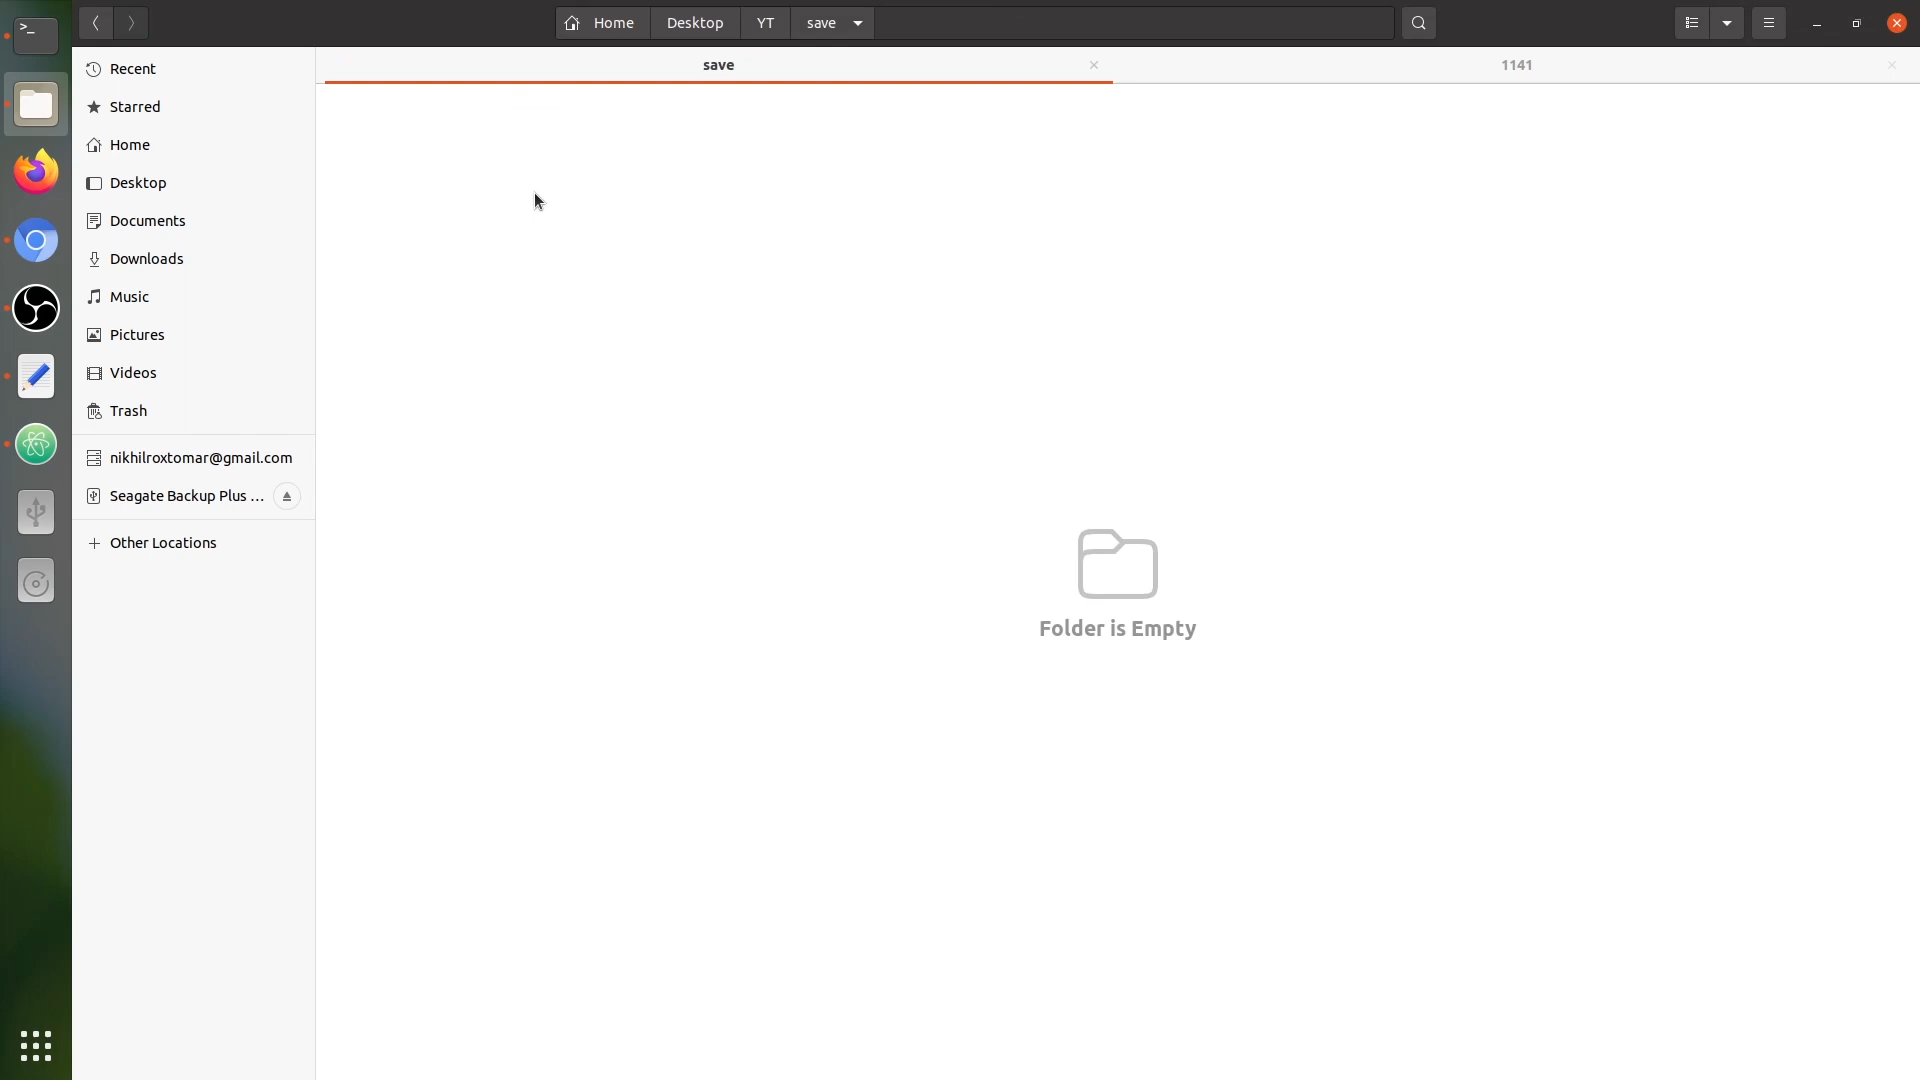 Home Desktop YT save
save 1141
Recent
Starred
Home
Desktop
Documents
Downloads
Music
Pictures
Videos
Trash
nikhilroxtomar@gmail.com
Seagate Backup Plus ...
Other Locations
Folder is Empty